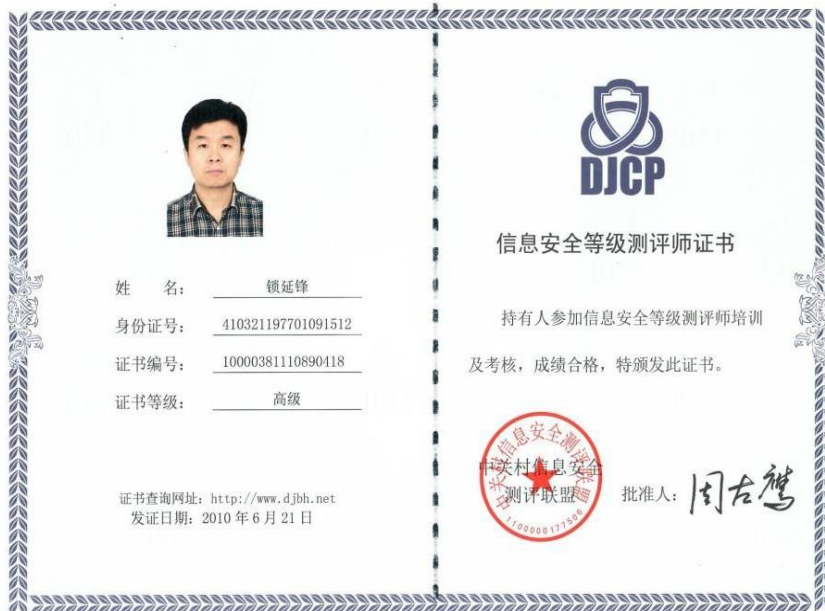 姓 名： 锁延锋
身份证号： 410321197701091512
证书编号： 10000381110890418
证书等级： 高级
证书查询网址：http://www.djbh.net
发证日期：2010年6月21日
DJCP
信息安全等级测评师证书
持有人参加信息安全等级测评师培训
及考核，成绩合格，特颁发此证书。
中关村信息安全测评联盟
1100000177506
中关村信息安全
测评联盟
批准人：